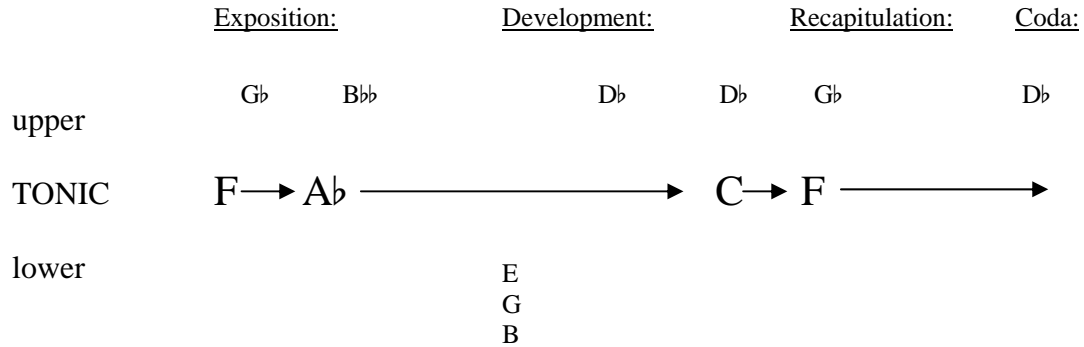 Exposition: Development: Recapitulation: Coda:
G♭ B♭♭ D♭ D♭ G♭ D♭
upper
TONIC F A♭ C F
lower
E
G
B